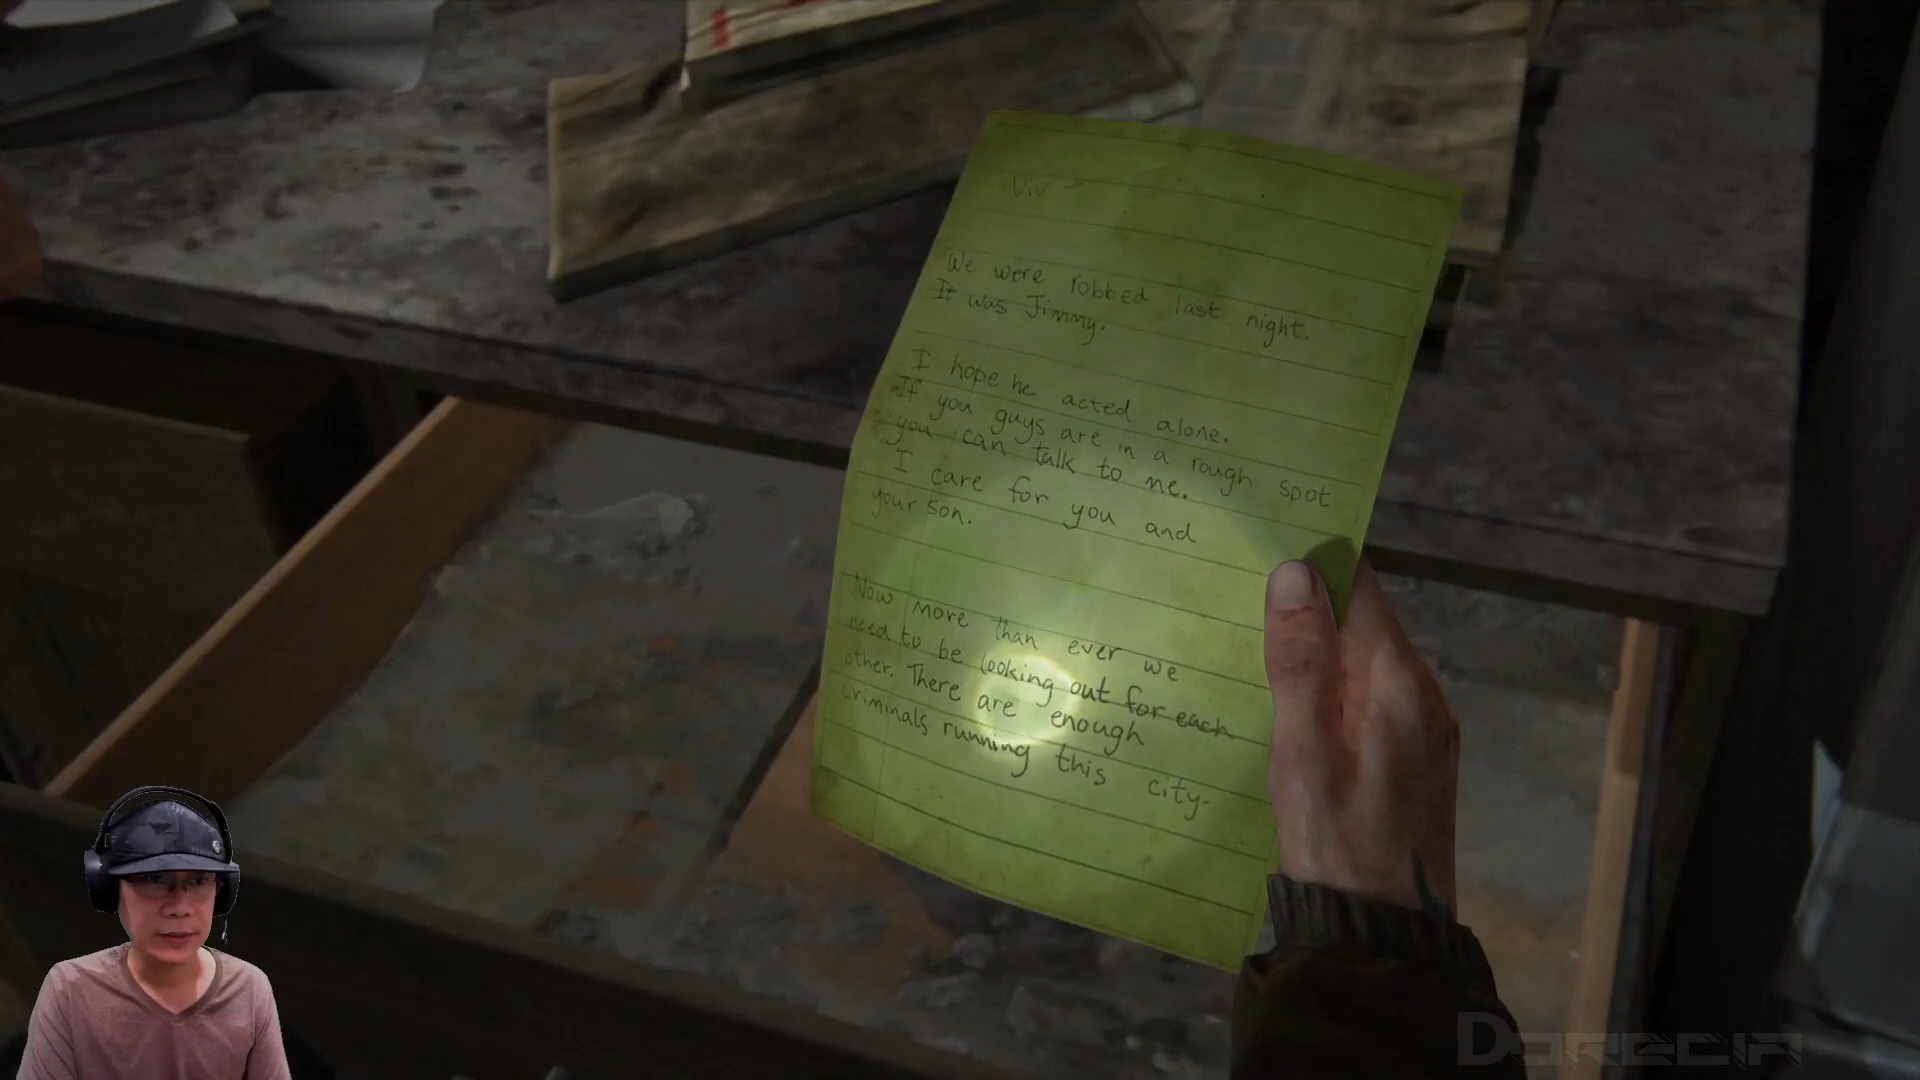 Viv -
We were robbed last night.
It was Jimmy.
I hope he acted alone.
If you guys are in a rough spot
you can talk to me.
I care for you and
your son.
Now more than ever we
need to be looking out for each
other. There are enough
criminals running this city.
DORECIA